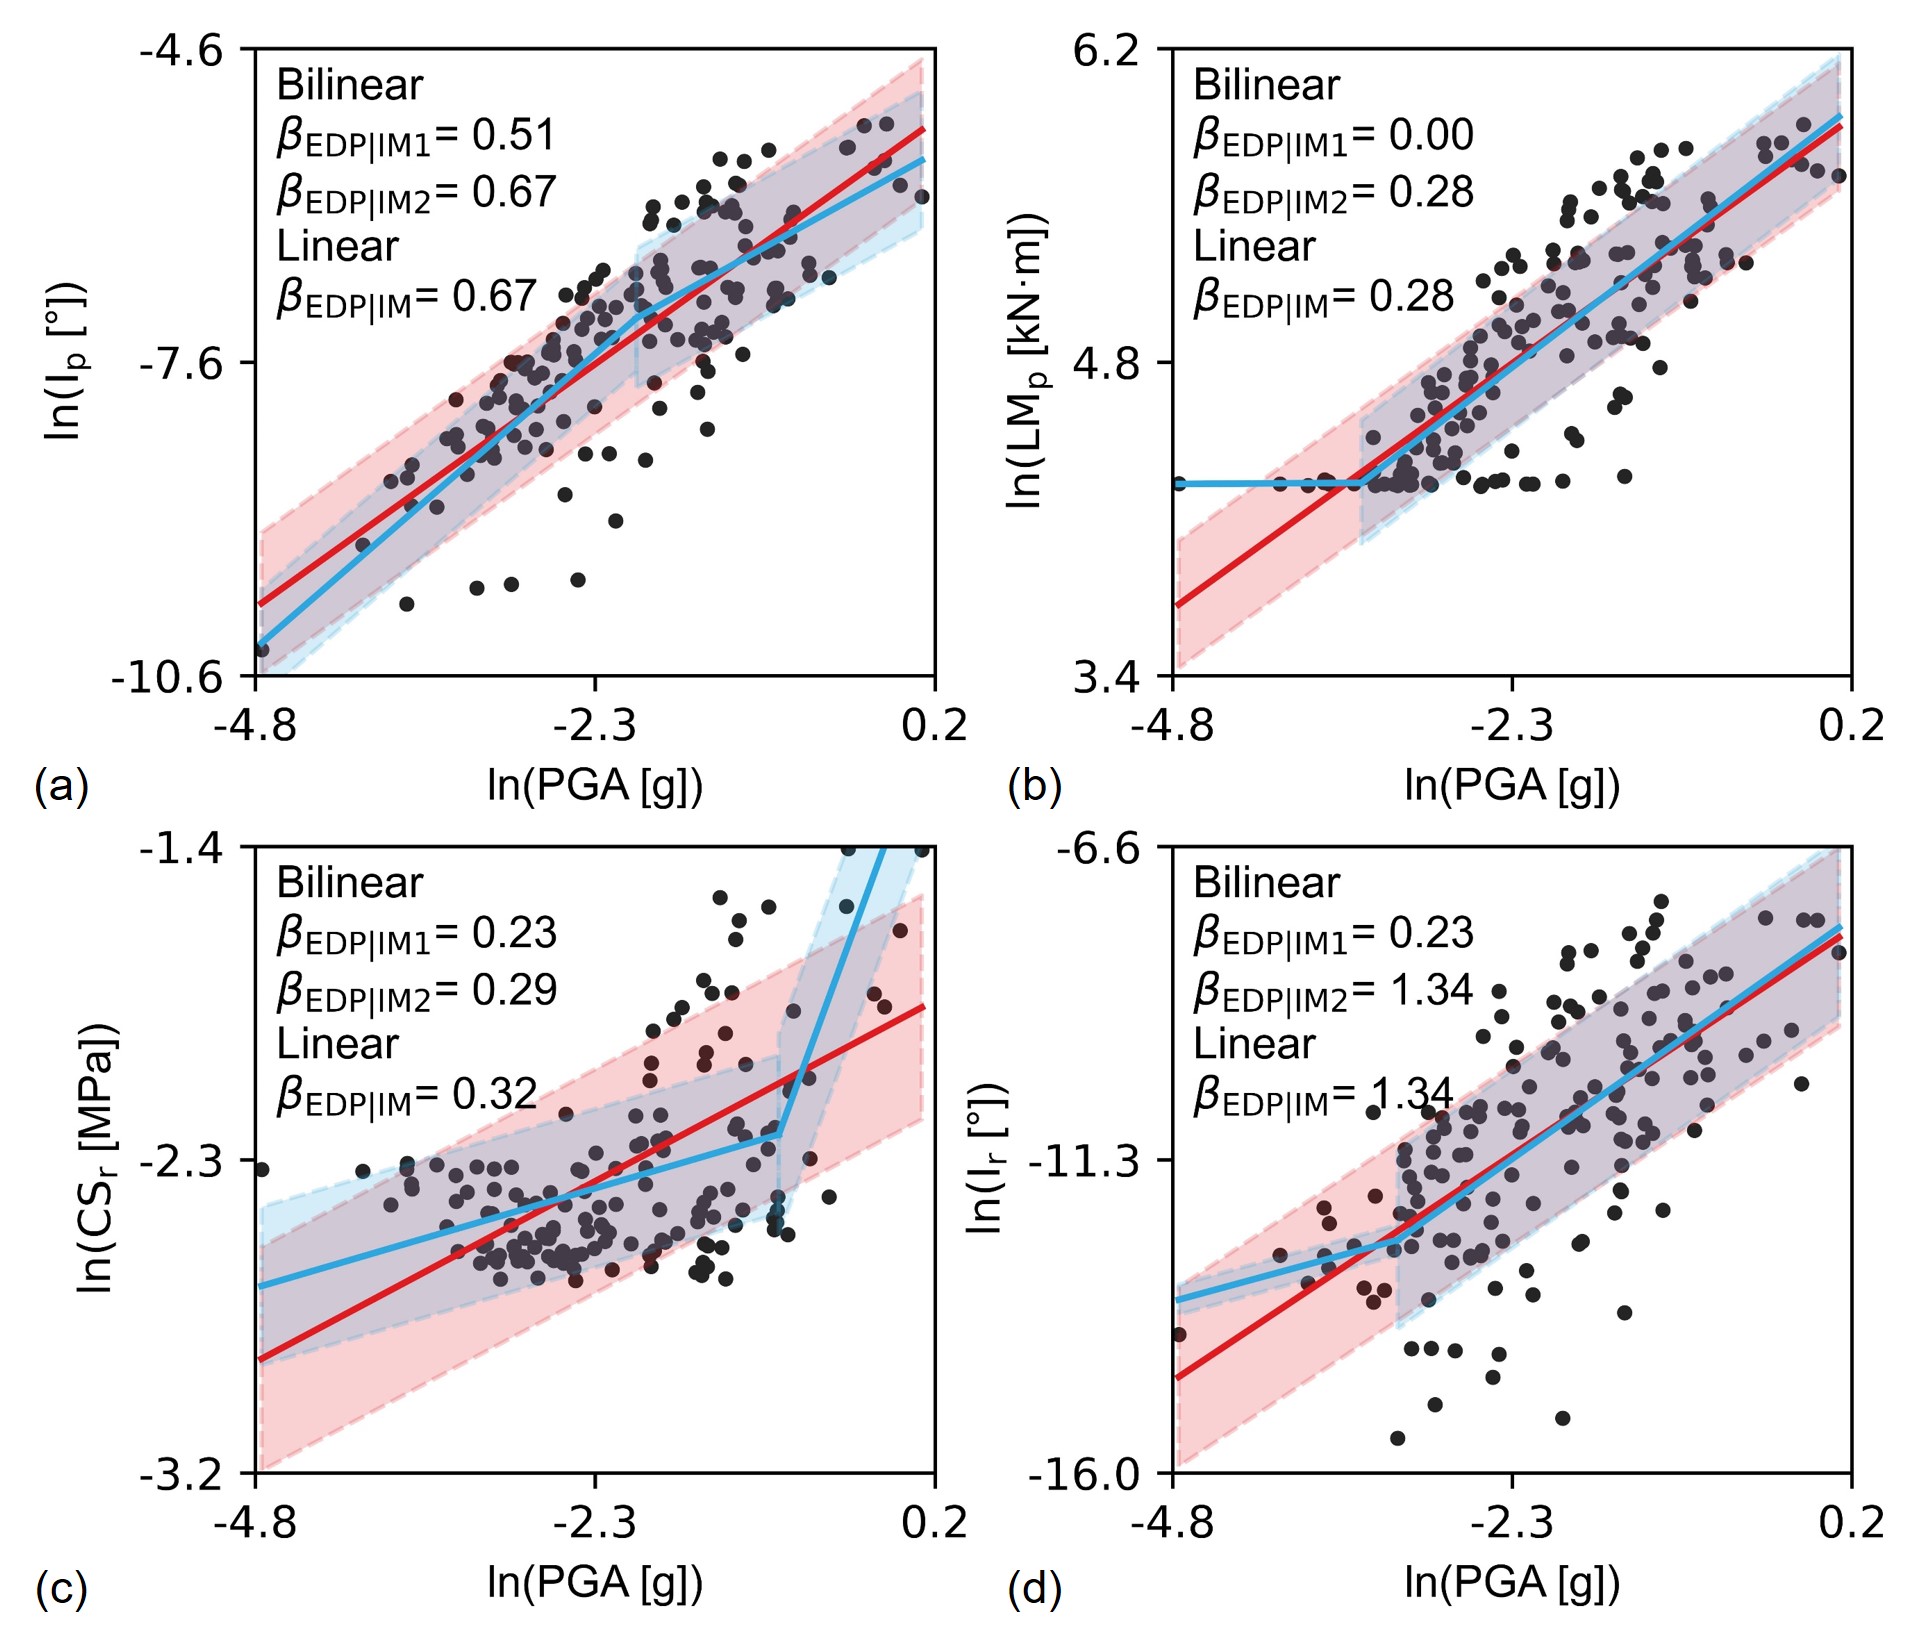 -4.6
Bilinear
βEDP|IM1= 0.51
βEDP|IM2= 0.67
Linear
βEDP|IM= 0.67
ln(Ip [°])
-7.6
-10.6
-4.8 -2.3 0.2
(a) ln(PGA [g])
6.2
Bilinear
βEDP|IM1= 0.00
βEDP|IM2= 0.28
Linear
βEDP|IM= 0.28
ln(LMp [kN·m])
4.8
3.4
-4.8 -2.3 0.2
(b) ln(PGA [g])
-1.4
Bilinear
βEDP|IM1= 0.23
βEDP|IM2= 0.29
Linear
βEDP|IM= 0.32
ln(CSr [MPa])
-2.3
-3.2
-4.8 -2.3 0.2
(c) ln(PGA [g])
-6.6
Bilinear
βEDP|IM1= 0.23
βEDP|IM2= 1.34
Linear
βEDP|IM= 1.34
ln(Ir [°])
-11.3
-16.0
-4.8 -2.3 0.2
(d) ln(PGA [g])